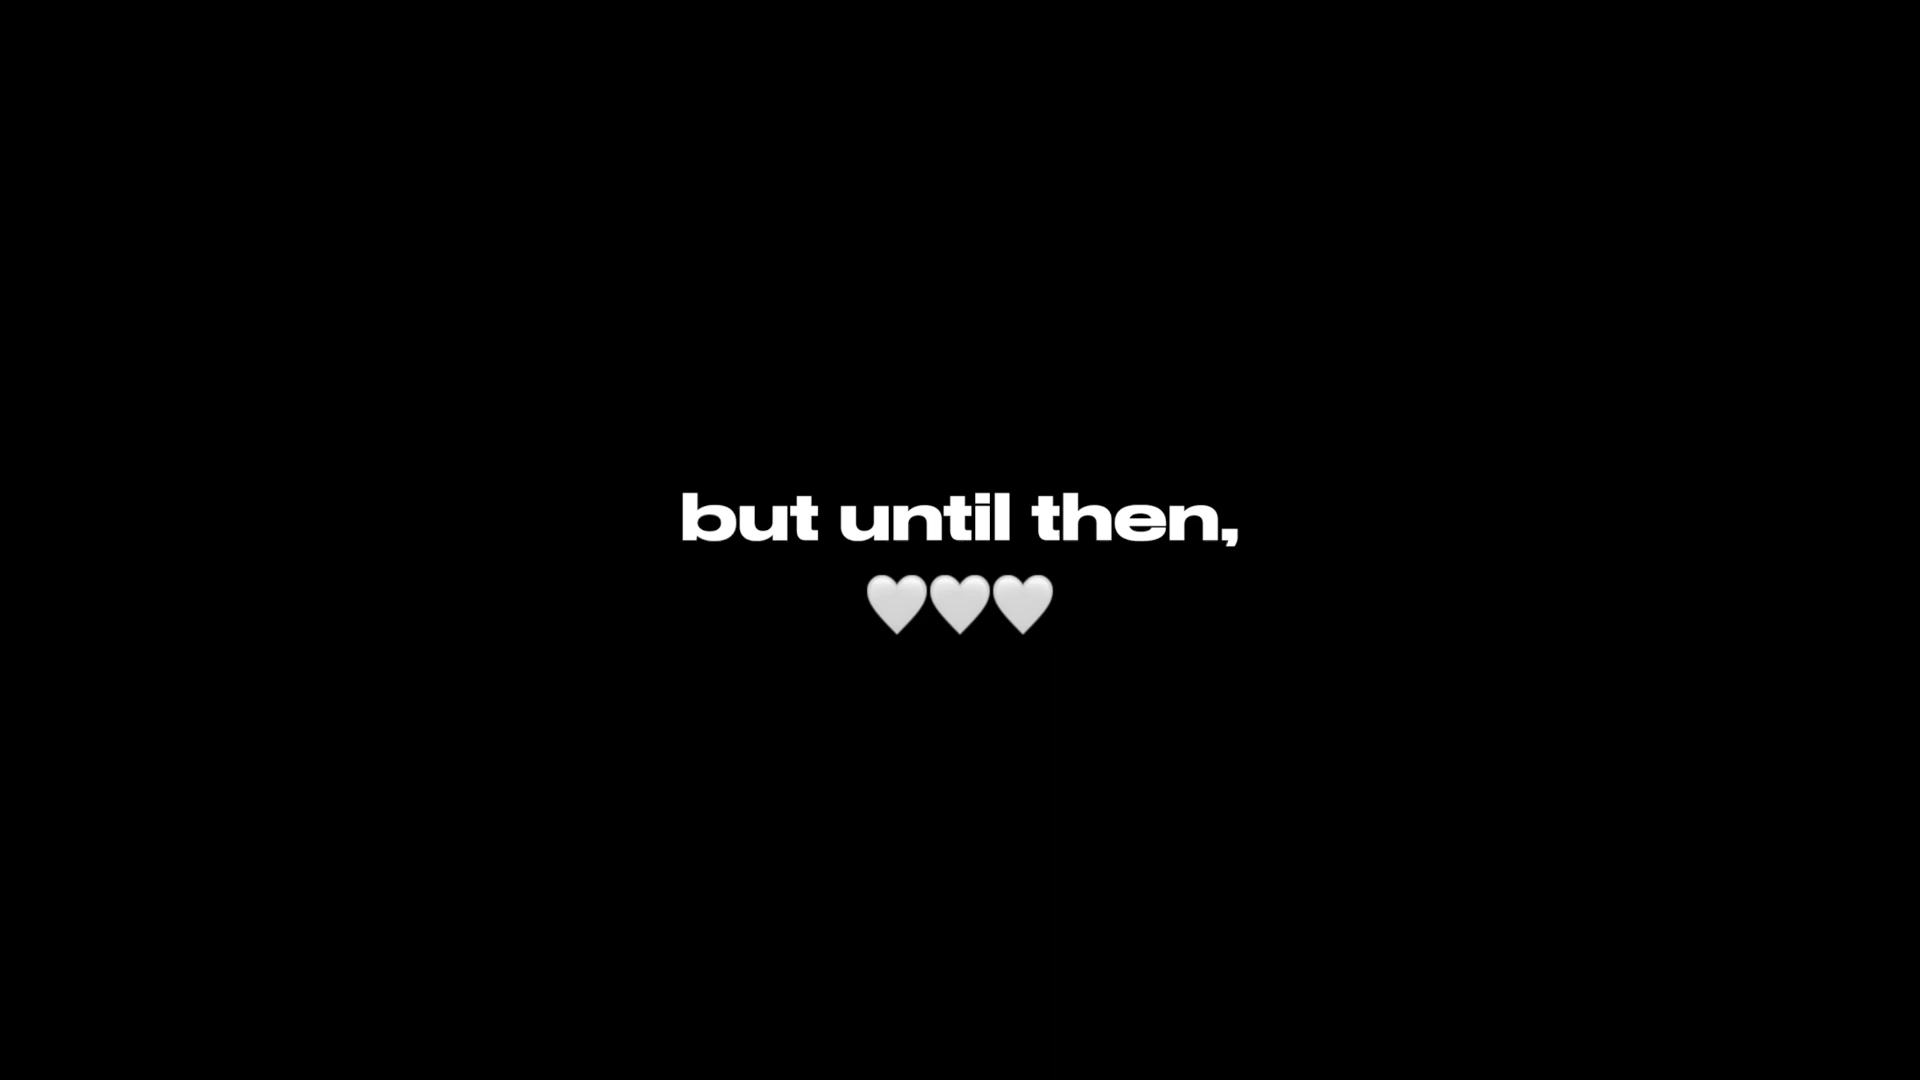 but until then,
🤍🤍🤍